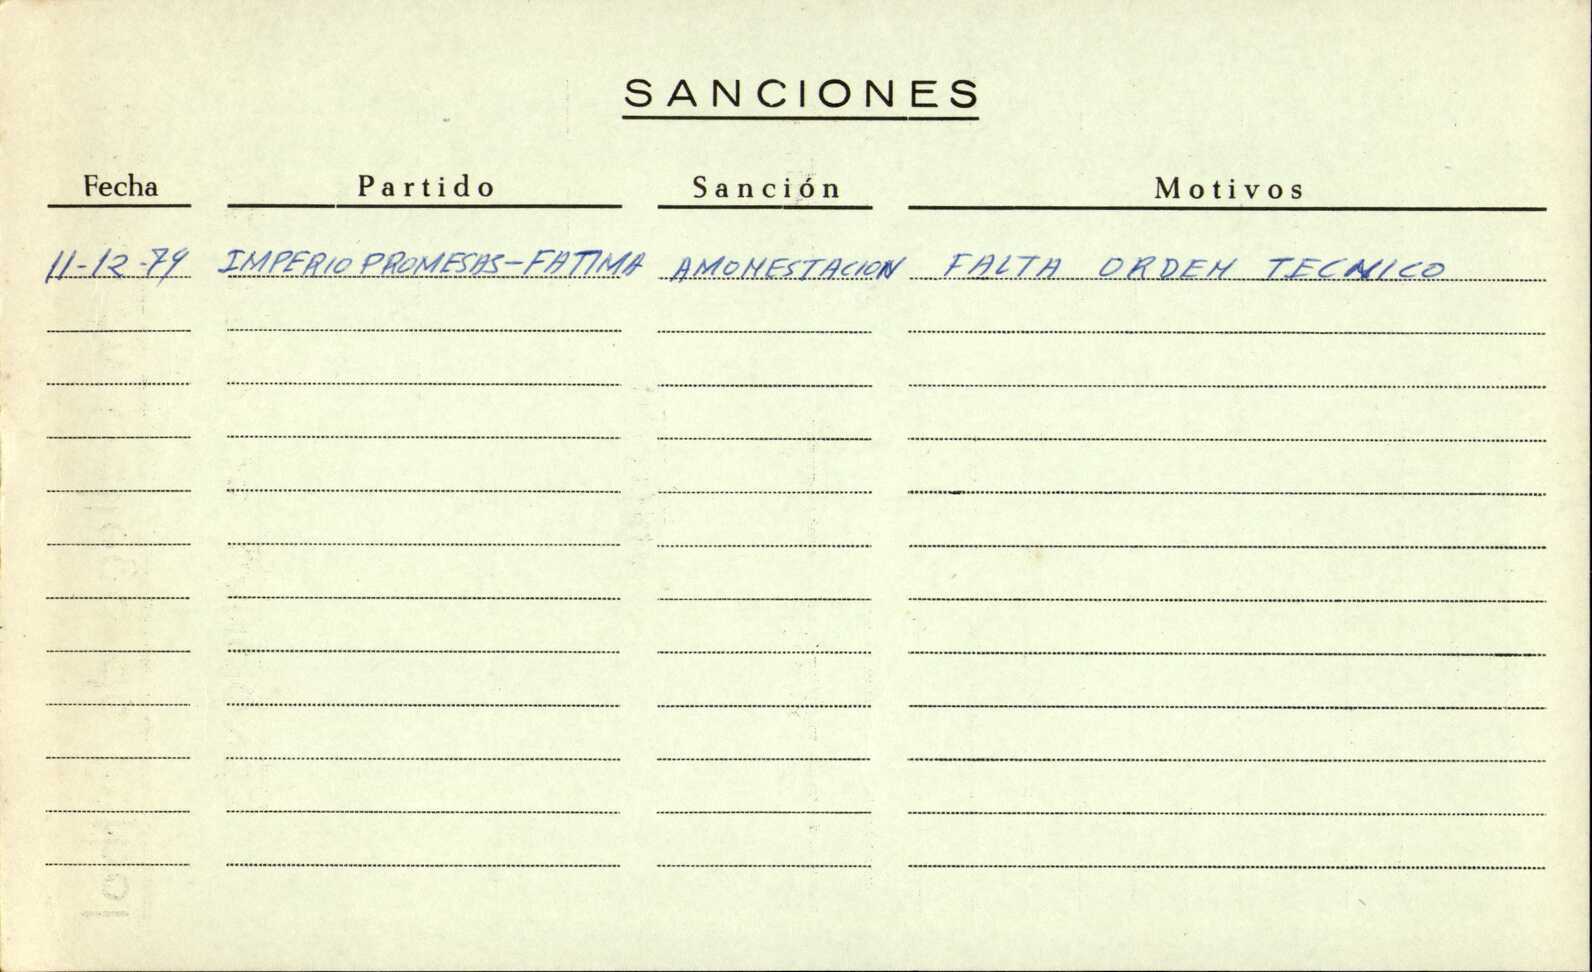 SANCIONES
Fecha Partido Sanción Motivos
11-12-79 IMPERIO PROMESAS-FATIMA AMONESTACION FALTA ORDEN TECNICO